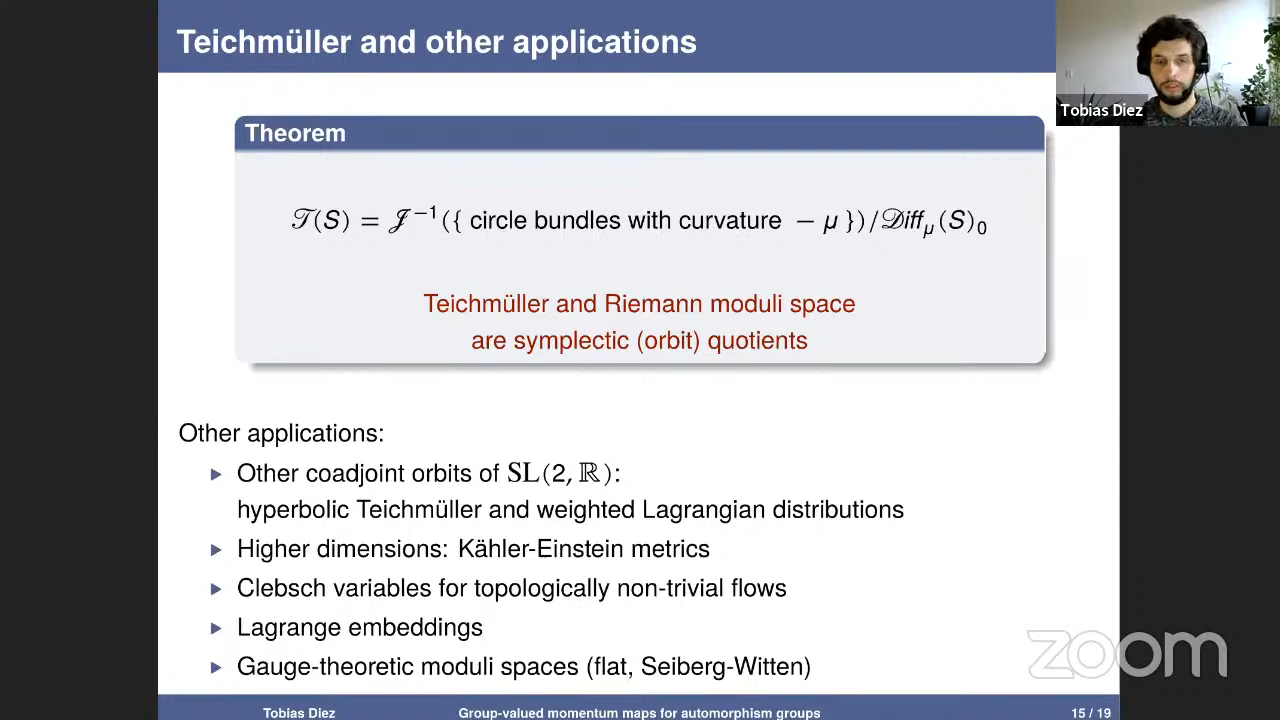 Teichmüller and other applications
Tobias Diez
Theorem
𝒯(S) = 𝒥⁻¹({ circle bundles with curvature − μ })/𝒟iff_μ(S)₀
Teichmüller and Riemann moduli space
are symplectic (orbit) quotients
Other applications:
▶ Other coadjoint orbits of SL(2, ℝ):
hyperbolic Teichmüller and weighted Lagrangian distributions
▶ Higher dimensions: Kähler-Einstein metrics
▶ Clebsch variables for topologically non-trivial flows
▶ Lagrange embeddings
▶ Gauge-theoretic moduli spaces (flat, Seiberg-Witten)
zoom
Tobias Diez Group-valued momentum maps for automorphism groups 15 / 19